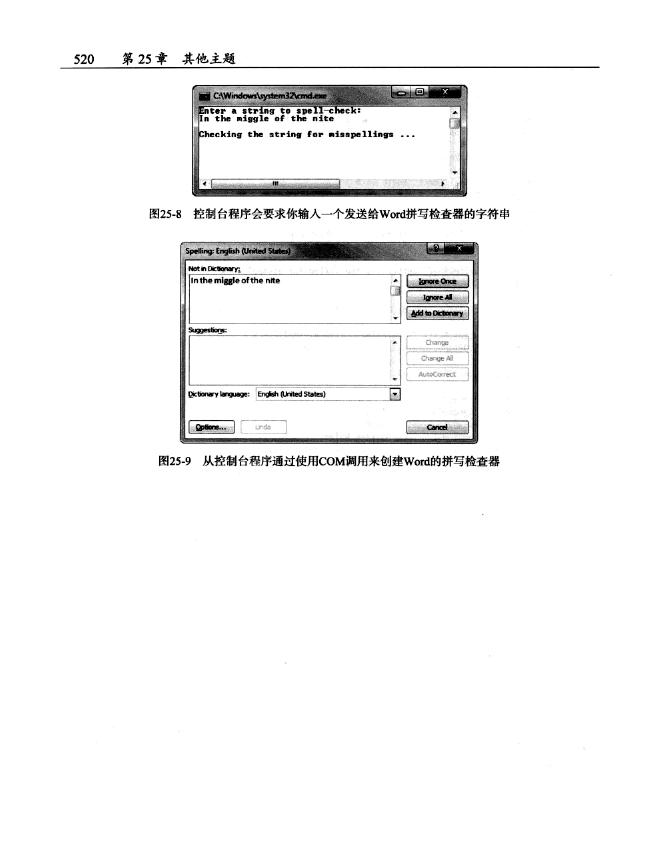 520 第 25 章 其他主题
C:\Windows\system32\cmd.exe
Enter a string to spell-check:
In the miggle of the nite
Checking the string for misspellings ...
图25-8 控制台程序会要求你输入一个发送给Word拼写检查器的字符串
Spelling: English (United States)
Not in Dictionary:
In the miggle of the nite
Ignore Once
Ignore All
Add to Dictionary
Suggestions:
Change
Change All
AutoCorrect
Dictionary language: English (United States)
Options... Undo Cancel
图25-9 从控制台程序通过使用COM调用来创建Word的拼写检查器